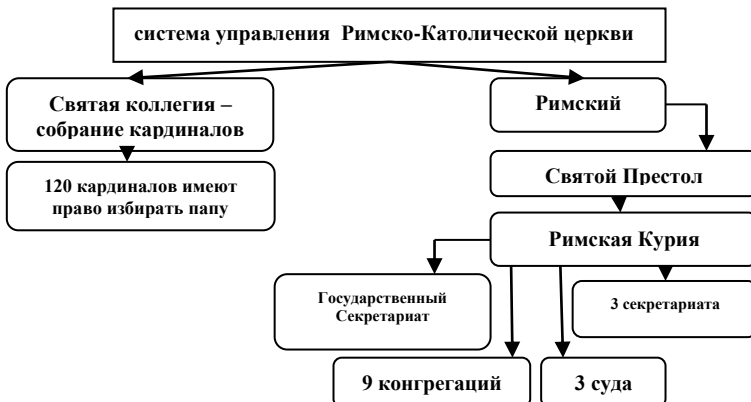 система управления Римско-Католической церкви
Святая коллегия –
собрание кардиналов
Римский
120 кардиналов имеют
право избирать папу
Святой Престол
Римская Курия
Государственный
Секретариат
3 секретариата
9 конгрегаций
3 суда